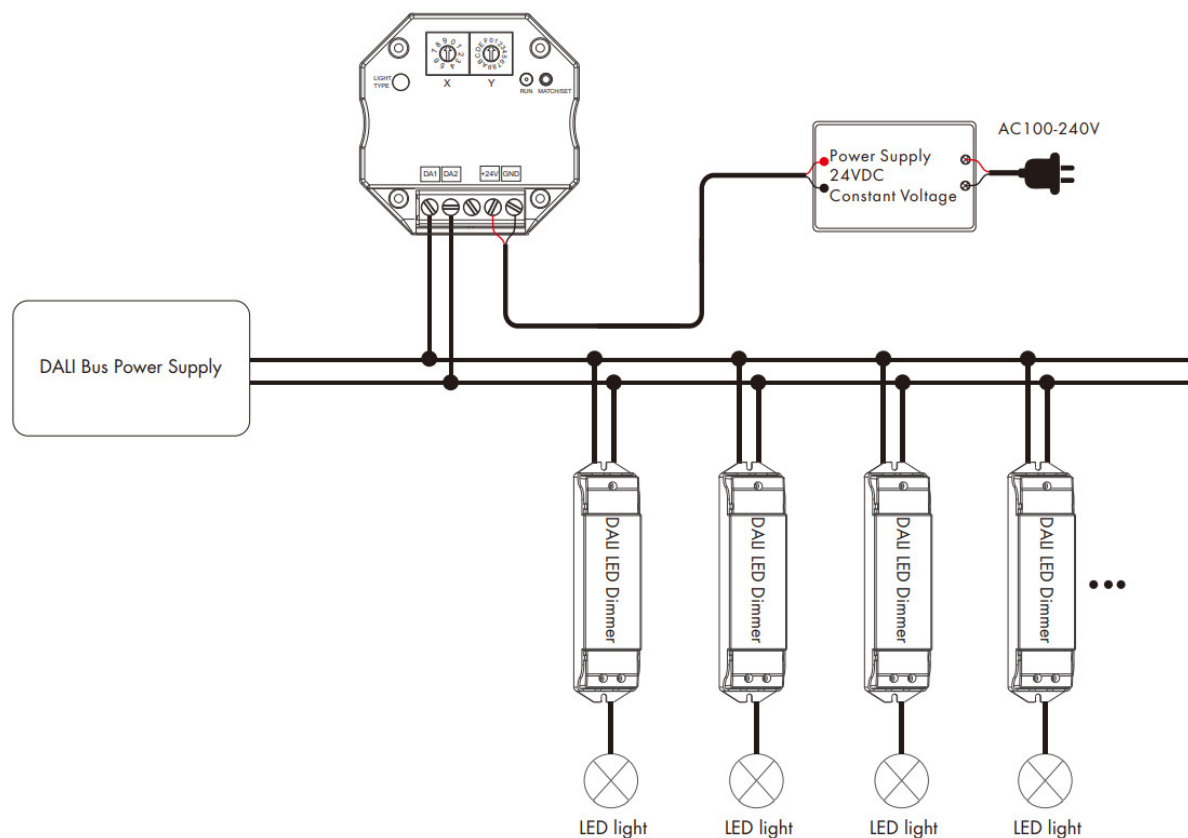 LIGHT
TYPE
X
Y
RUN
MATCH/SET
DA1
DA2
+24V
GND
AC100-240V
Power Supply
24VDC
Constant Voltage
DALI Bus Power Supply
DALI LED Dimmer
DALI LED Dimmer
DALI LED Dimmer
DALI LED Dimmer
LED light
LED light
LED light
LED light